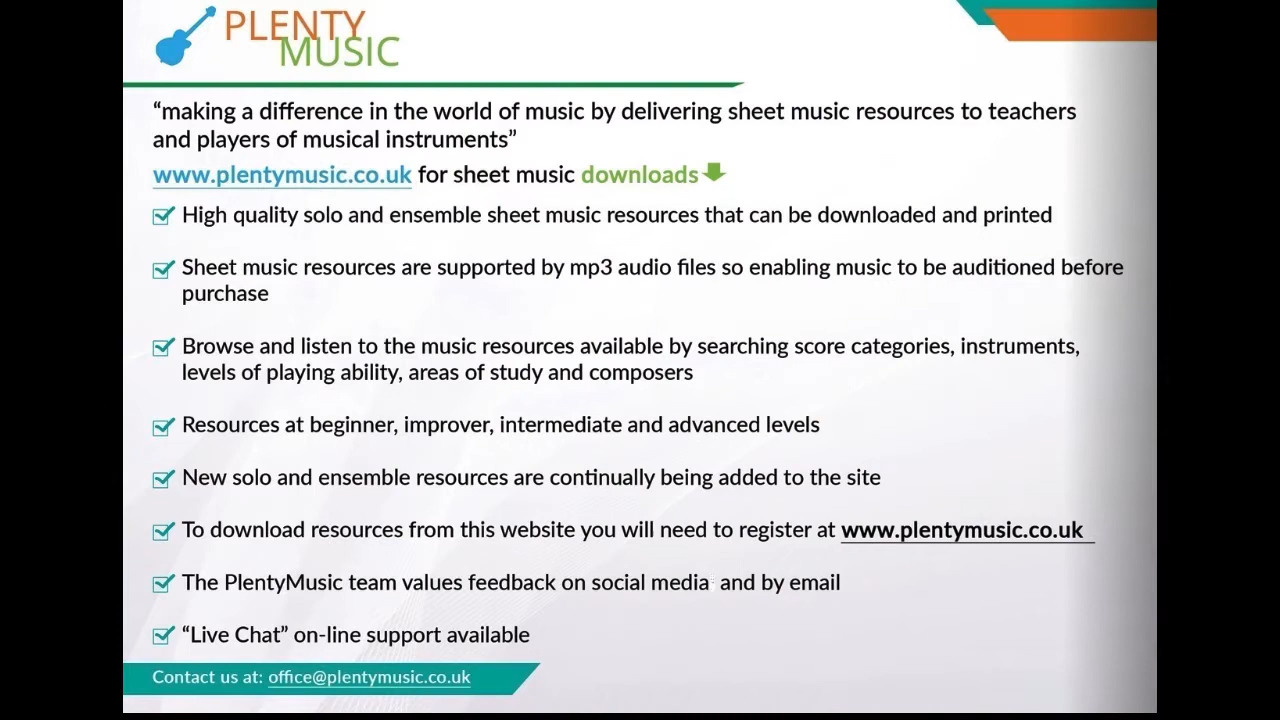 PLENTY
MUSIC
“making a difference in the world of music by delivering sheet music resources to teachers
and players of musical instruments”
www.plentymusic.co.uk for sheet music downloads
High quality solo and ensemble sheet music resources that can be downloaded and printed
Sheet music resources are supported by mp3 audio files so enabling music to be auditioned before
purchase
Browse and listen to the music resources available by searching score categories, instruments,
levels of playing ability, areas of study and composers
Resources at beginner, improver, intermediate and advanced levels
New solo and ensemble resources are continually being added to the site
To download resources from this website you will need to register at www.plentymusic.co.uk
The PlentyMusic team values feedback on social media and by email
“Live Chat” on-line support available
Contact us at: office@plentymusic.co.uk